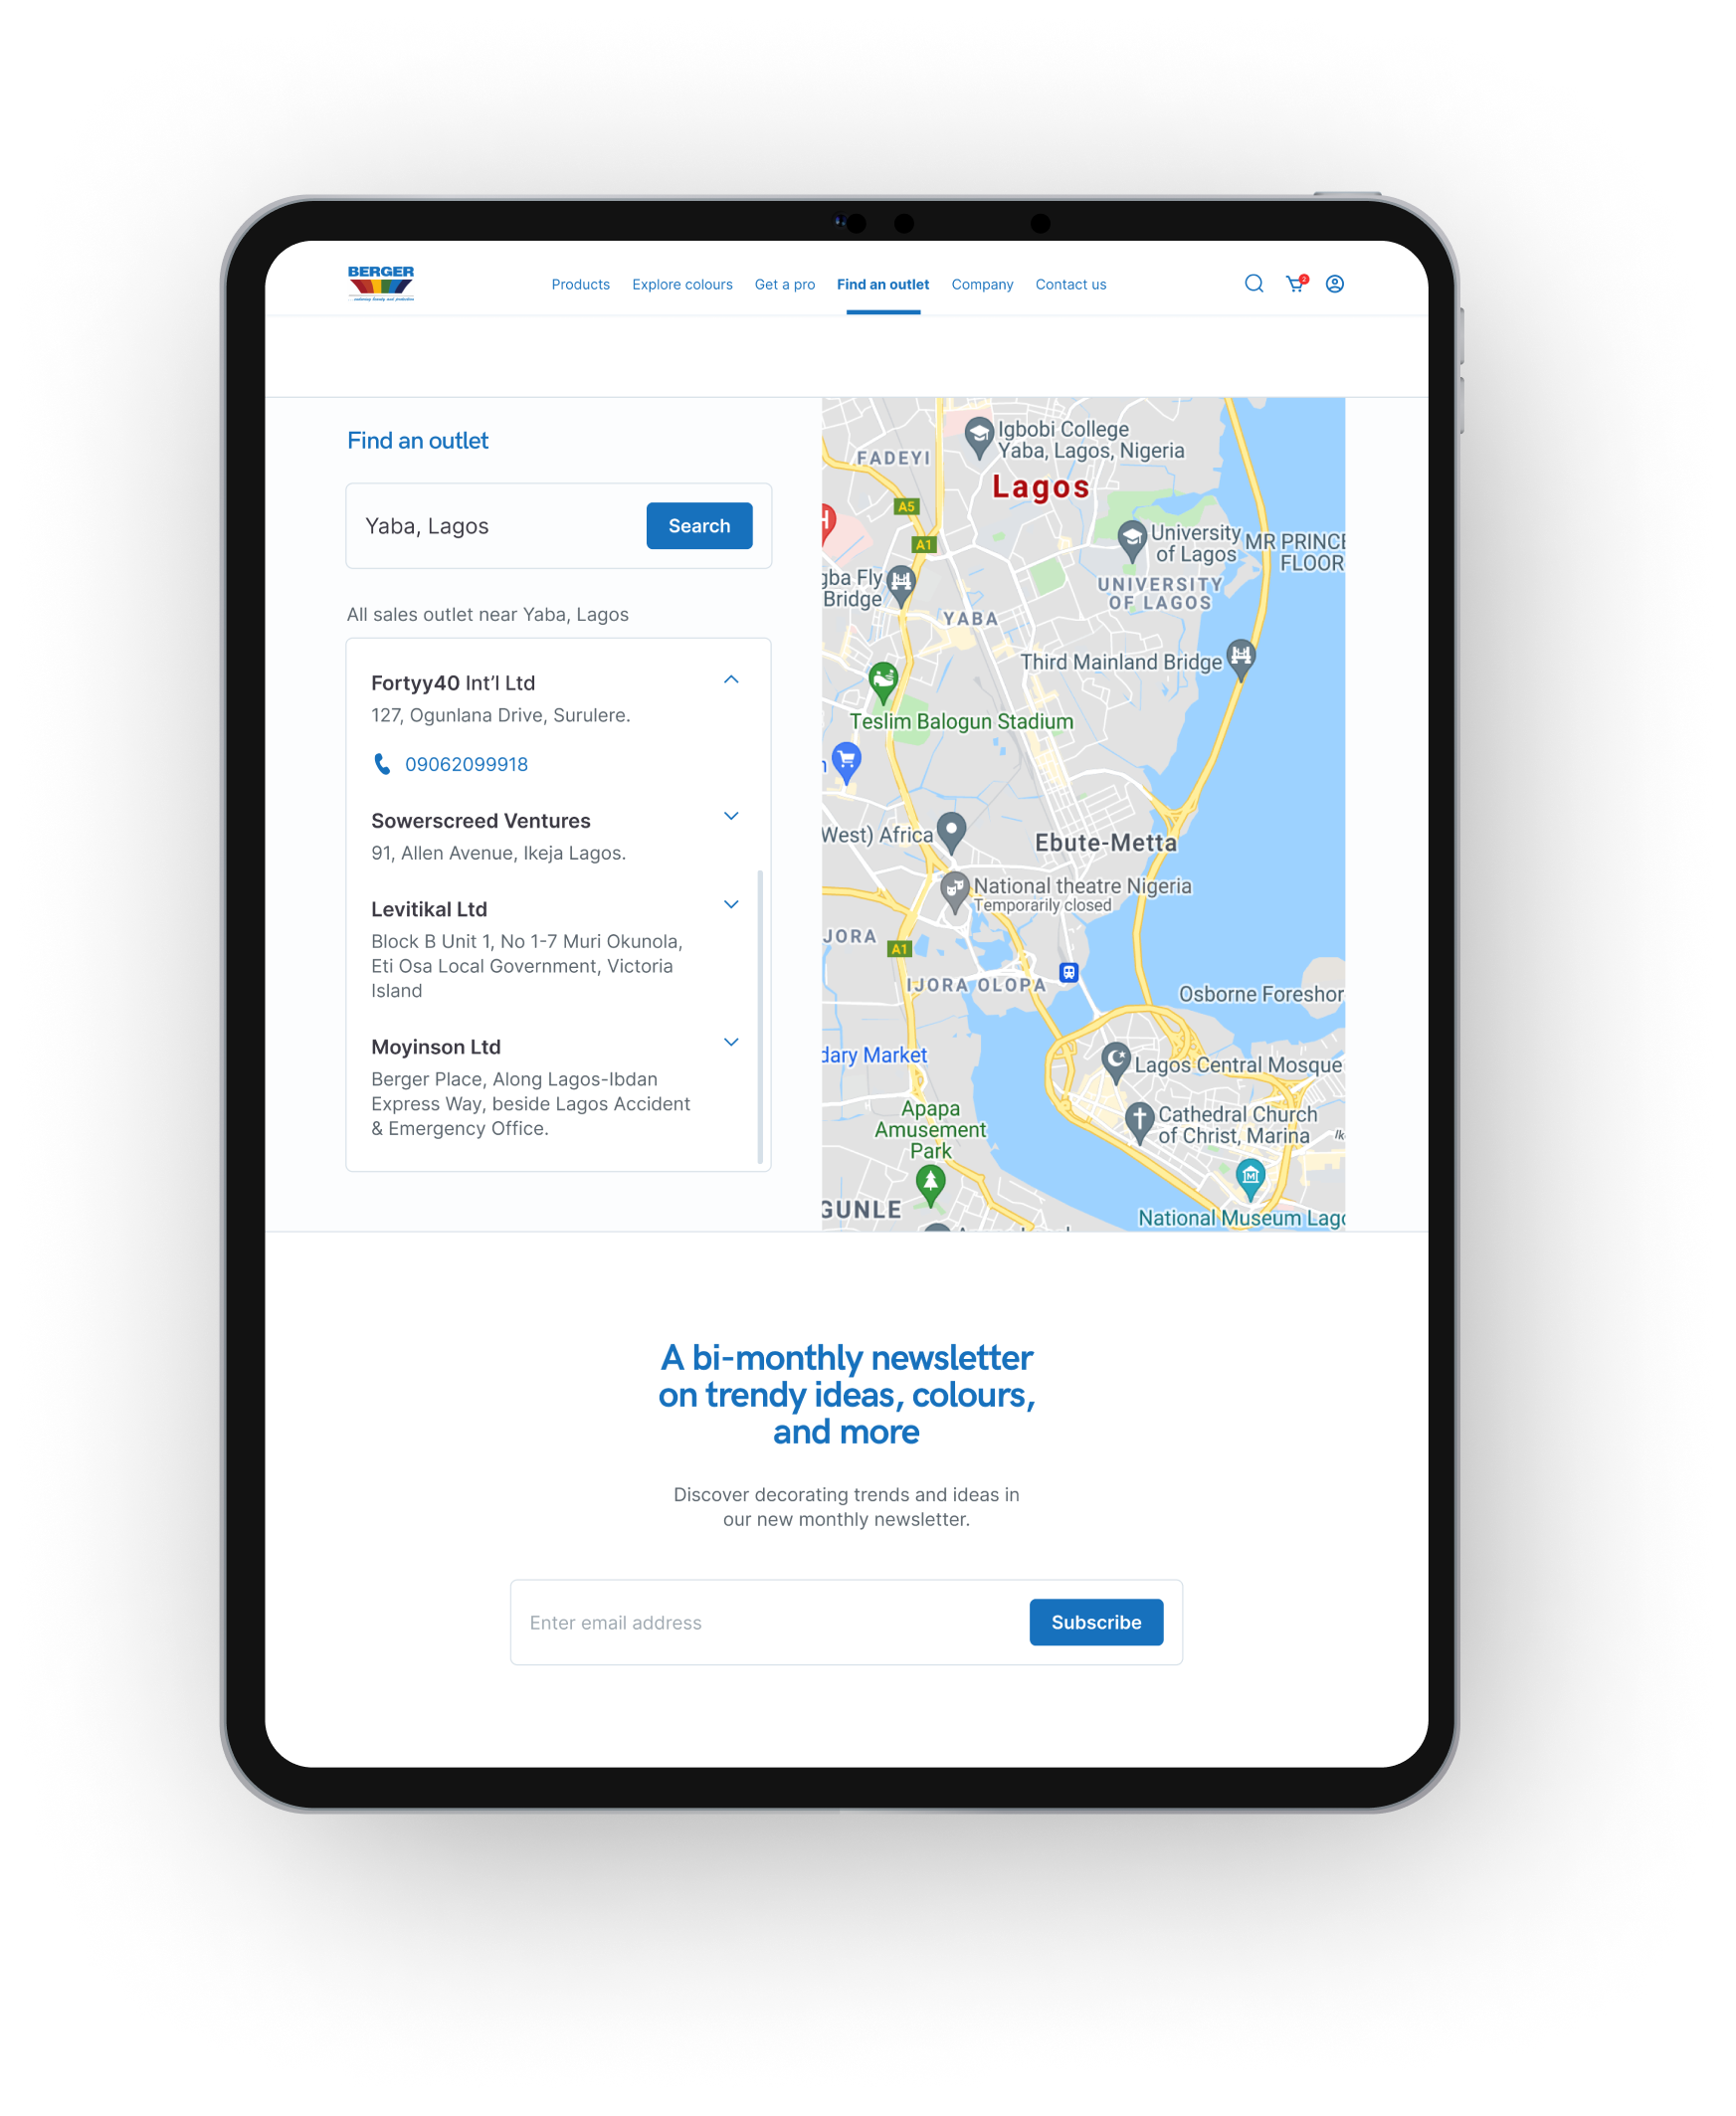 BERGER
Products
Explore colours
Get a pro
Find an outlet
Company
Contact us
2
Find an outlet
Yaba, Lagos
Search
All sales outlet near Yaba, Lagos
Fortyy40 Int'l Ltd
127, Ogunlana Drive, Surulere.
09062099918
Sowerscreed Ventures
91, Allen Avenue, Ikeja Lagos.
Levitikal Ltd
Block B Unit 1, No 1-7 Muri Okunola,
Eti Osa Local Government, Victoria
Island
Moyinson Ltd
Berger Place, Along Lagos-Ibdan
Express Way, beside Lagos Accident
& Emergency Office.
Igbobi College
Yaba, Lagos, Nigeria
FADEYI
Lagos
A5
A1
H
University
of Lagos
MR PRINCE
FLOOR
gba Fly
Bridge
UNIVERSITY
OF LAGOS
YABA
Third Mainland Bridge
Teslim Balogun Stadium
n
West) Africa
Ebute-Metta
National theatre Nigeria
Temporarily closed
JORA
A1
IJORA OLOPA
Osborne Foreshor
dary Market
Lagos Central Mosque
Apapa
Amusement
Park
Cathedral Church
of Christ, Marina
Ik
M
GUNLE
National Museum Lago
A bi-monthly newsletter
on trendy ideas, colours,
and more
Discover decorating trends and ideas in
our new monthly newsletter.
Enter email address
Subscribe